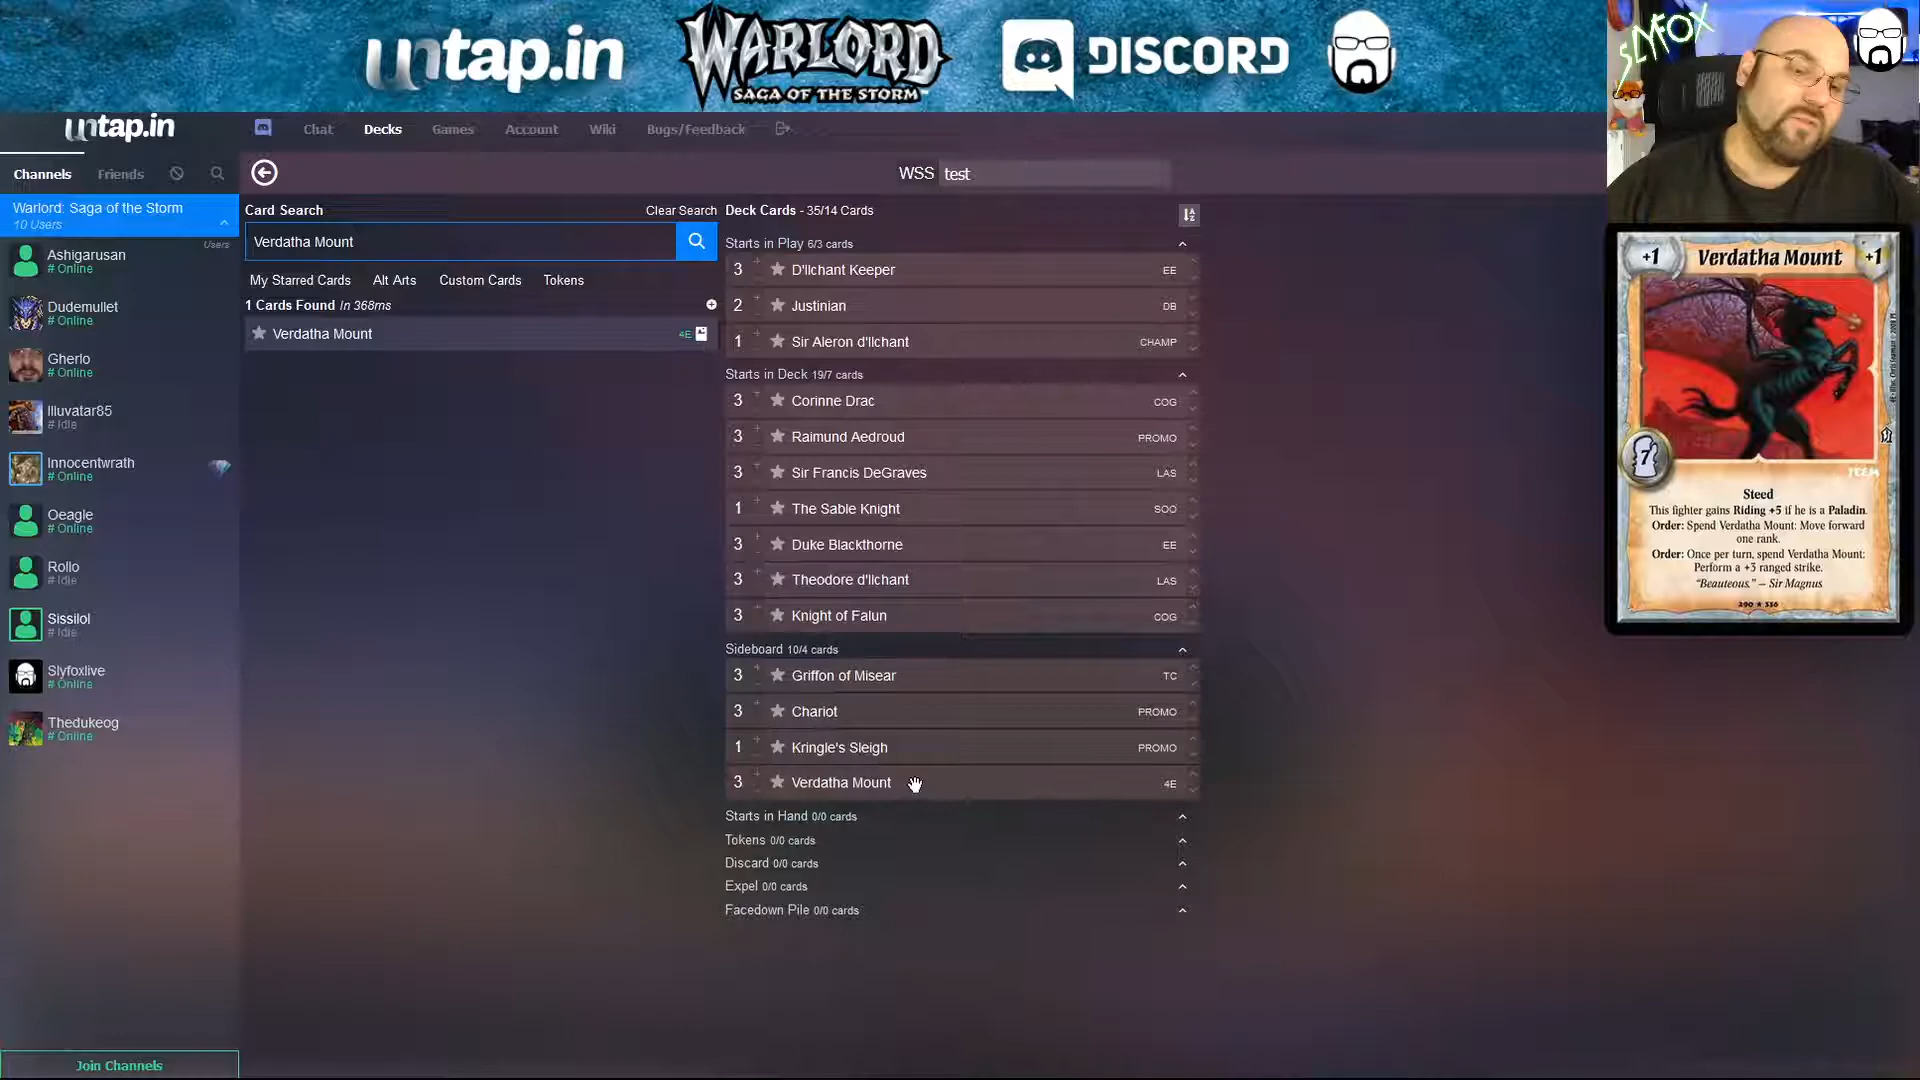 untap.in
WARLORD
SAGA OF THE STORM
DISCORD
SLYFOX
untap.in
Chat
Decks
Games
Account
Wiki
Bugs/Feedback
Channels
Friends
WSS test
Warlord: Saga of the Storm
10 Users
Users
Ashigarusan
# Online
Dudemullet
# Online
Gherlo
# Online
Illuvatar85
# Idle
Innocentwrath
# Online
Oeagle
# Online
Rollo
# Idle
Sissilol
# Idle
Slyfoxlive
# Online
Thedukeog
# Online
Join Channels
Card Search
Clear Search
Verdatha Mount
My Starred Cards
Alt Arts
Custom Cards
Tokens
1 Cards Found In 368ms
Verdatha Mount 4E
Deck Cards - 35/14 Cards
Starts in Play 6/3 cards
3 D'Ilchant Keeper EE
2 Justinian DB
1 Sir Aleron d'Ilchant CHAMP
Starts in Deck 19/7 cards
3 Corinne Drac COG
3 Raimund Aedroud PROMO
3 Sir Francis DeGraves LAS
1 The Sable Knight SOO
3 Duke Blackthorne EE
3 Theodore d'Ilchant LAS
3 Knight of Falun COG
Sideboard 10/4 cards
3 Griffon of Misear TC
3 Chariot PROMO
1 Kringle's Sleigh PROMO
3 Verdatha Mount 4E
Starts in Hand 0/0 cards
Tokens 0/0 cards
Discard 0/0 cards
Expel 0/0 cards
Facedown Pile 0/0 cards
+1 Verdatha Mount +1
7
ITEM
Steed
This fighter gains Riding +5 if he is a Paladin.
Order: Spend Verdatha Mount: Move forward
one rank.
Order: Once per turn, spend Verdatha Mount:
Perform a +3 ranged strike.
"Beauteous." – Sir Magnus
290 ★ 336